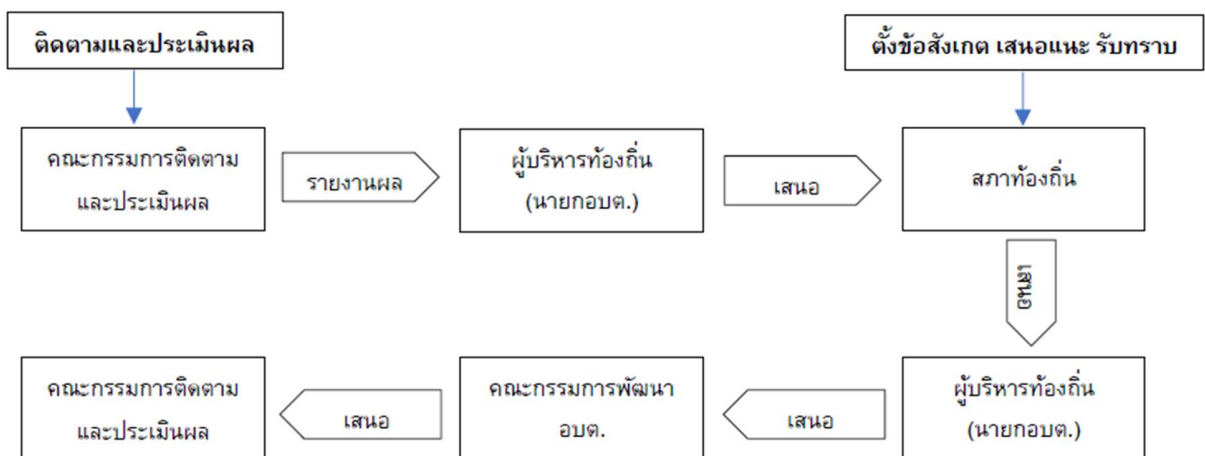 ติดตามและประเมินผล
ตั้งข้อสังเกต เสนอแนะ รับทราบ
คณะกรรมการติดตาม
และประเมินผล
รายงานผล
ผู้บริหารท้องถิ่น
(นายกอบต.)
เสนอ
สภาท้องถิ่น
เสนอ
ผู้บริหารท้องถิ่น
(นายกอบต.)
เสนอ
คณะกรรมการพัฒนา
อบต.
เสนอ
คณะกรรมการติดตาม
และประเมินผล